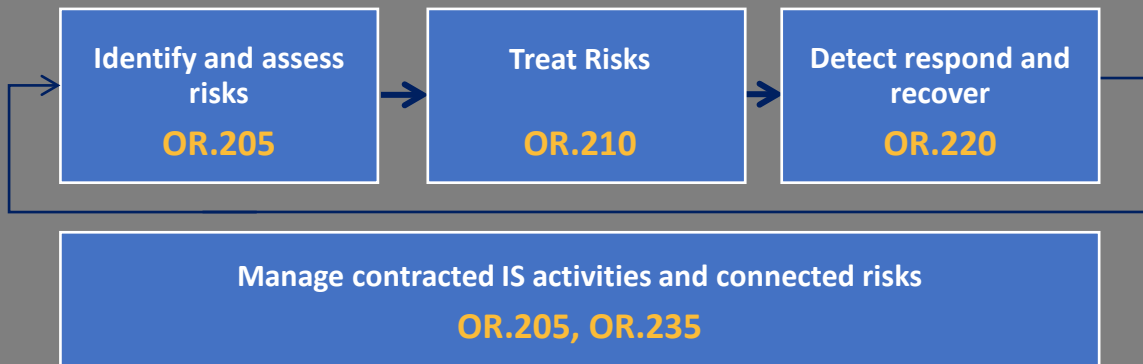 Identify and assess
risks
OR.205
Treat Risks
OR.210
Detect respond and
recover
OR.220
Manage contracted IS activities and connected risks
OR.205, OR.235